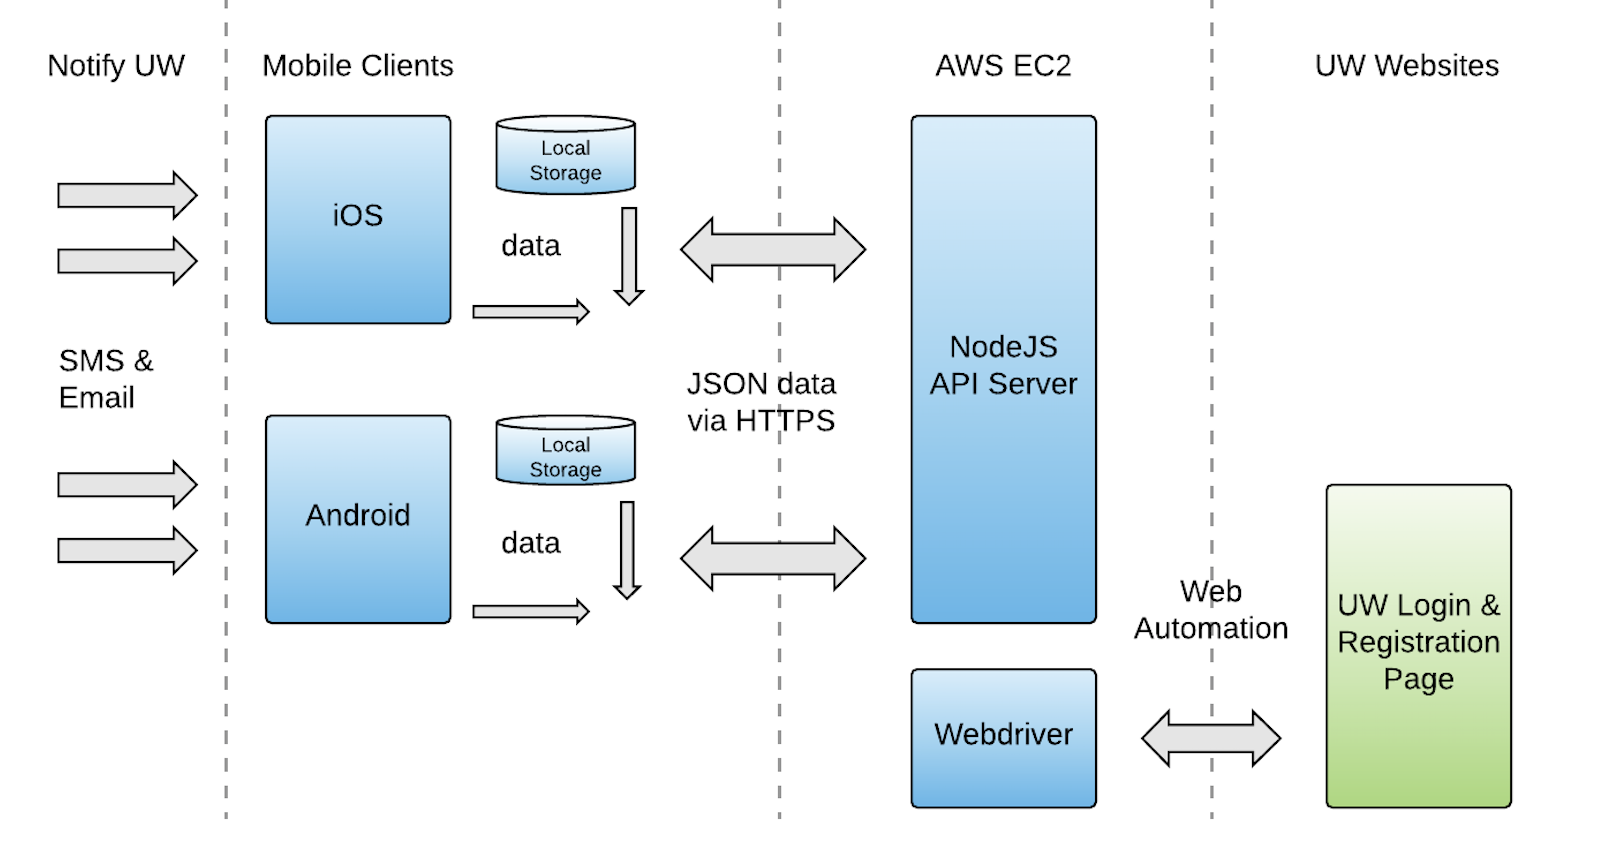 Notify UW
Mobile Clients
AWS EC2
UW Websites
iOS
Local
Storage
data
SMS &
Email
JSON data
via HTTPS
NodeJS
API Server
Android
Local
Storage
data
Web
Automation
UW Login &
Registration
Page
Webdriver